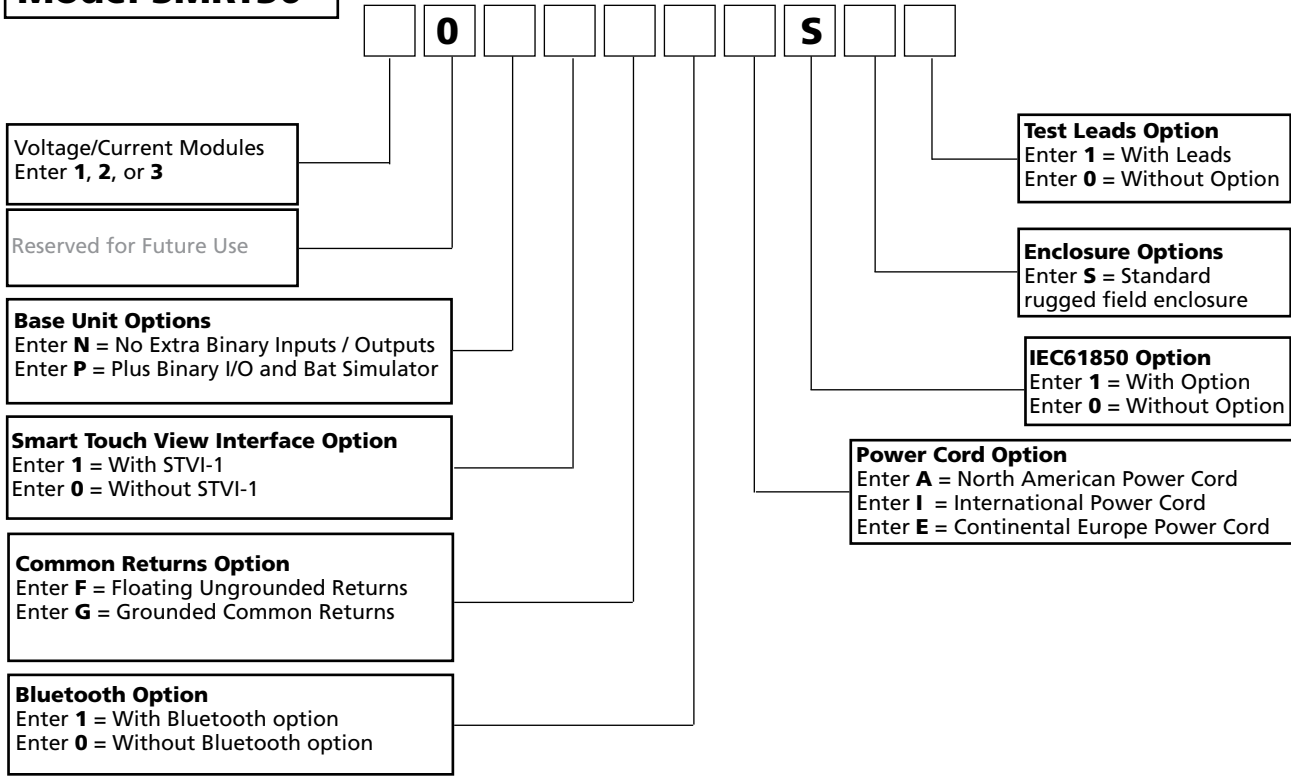 0 S
Voltage/Current Modules
Enter 1, 2, or 3
Reserved for Future Use
Base Unit Options
Enter N = No Extra Binary Inputs / Outputs
Enter P = Plus Binary I/O and Bat Simulator
Smart Touch View Interface Option
Enter 1 = With STVI-1
Enter 0 = Without STVI-1
Common Returns Option
Enter F = Floating Ungrounded Returns
Enter G = Grounded Common Returns
Bluetooth Option
Enter 1 = With Bluetooth option
Enter 0 = Without Bluetooth option
Test Leads Option
Enter 1 = With Leads
Enter 0 = Without Option
Enclosure Options
Enter S = Standard
rugged field enclosure
IEC61850 Option
Enter 1 = With Option
Enter 0 = Without Option
Power Cord Option
Enter A = North American Power Cord
Enter I = International Power Cord
Enter E = Continental Europe Power Cord